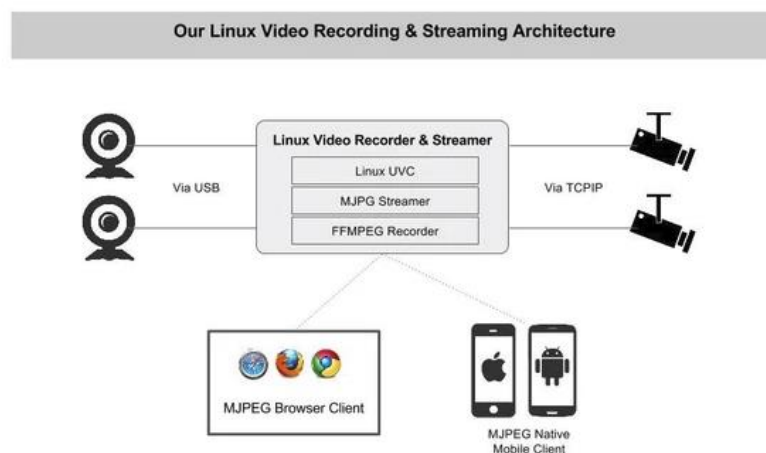 Our Linux Video Recording & Streaming Architecture
Linux Video Recorder & Streamer
Linux UVC
MJPG Streamer
FFMPEG Recorder
Via USB
Via TCPIP
MJPEG Browser Client
MJPEG Native
Mobile Client